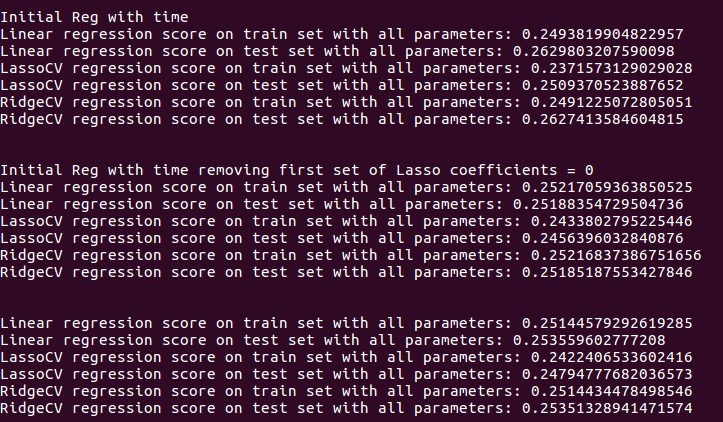 Initial Reg with time
Linear regression score on train set with all parameters: 0.2493819904822957
Linear regression score on test set with all parameters: 0.2629803207590098
LassoCV regression score on train set with all parameters: 0.2371573129029028
LassoCV regression score on test set with all parameters: 0.2509370523887652
RidgeCV regression score on train set with all parameters: 0.2491225072805051
RidgeCV regression score on test set with all parameters: 0.2627413584604815
Initial Reg with time removing first set of Lasso coefficients = 0
Linear regression score on train set with all parameters: 0.25217059363850525
Linear regression score on test set with all parameters: 0.25188354729504736
LassoCV regression score on train set with all parameters: 0.2433802795225446
LassoCV regression score on test set with all parameters: 0.2456396032840876
RidgeCV regression score on train set with all parameters: 0.25216837386751656
RidgeCV regression score on test set with all parameters: 0.25185187553427846
Linear regression score on train set with all parameters: 0.25144579292619285
Linear regression score on test set with all parameters: 0.253559602777208
LassoCV regression score on train set with all parameters: 0.2422406533602416
LassoCV regression score on test set with all parameters: 0.24794777682036573
RidgeCV regression score on train set with all parameters: 0.2514434478498546
RidgeCV regression score on test set with all parameters: 0.25351328941471574